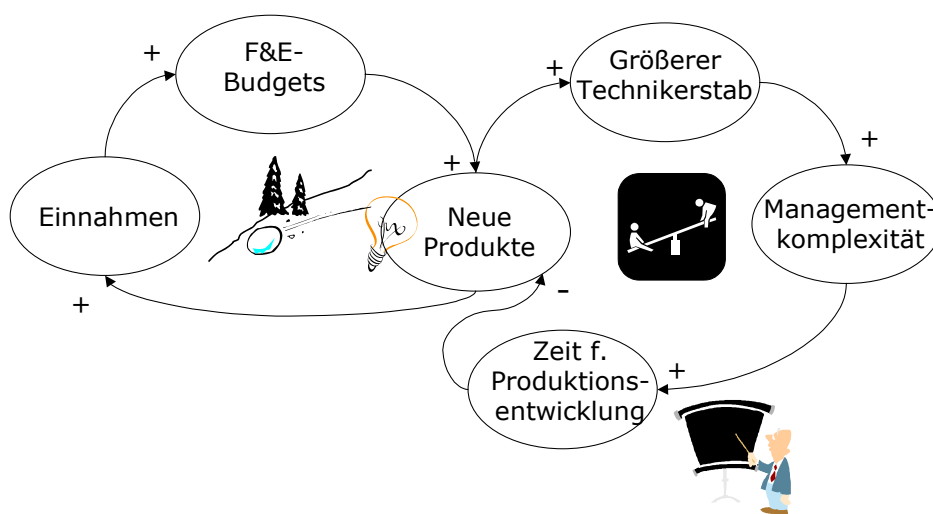 +
F&E-
Budgets
+
Größerer
Technikerstab
+
Einnahmen
+
Neue
Produkte
Management-
komplexität
+
-
Zeit f.
Produktions-
entwicklung
+